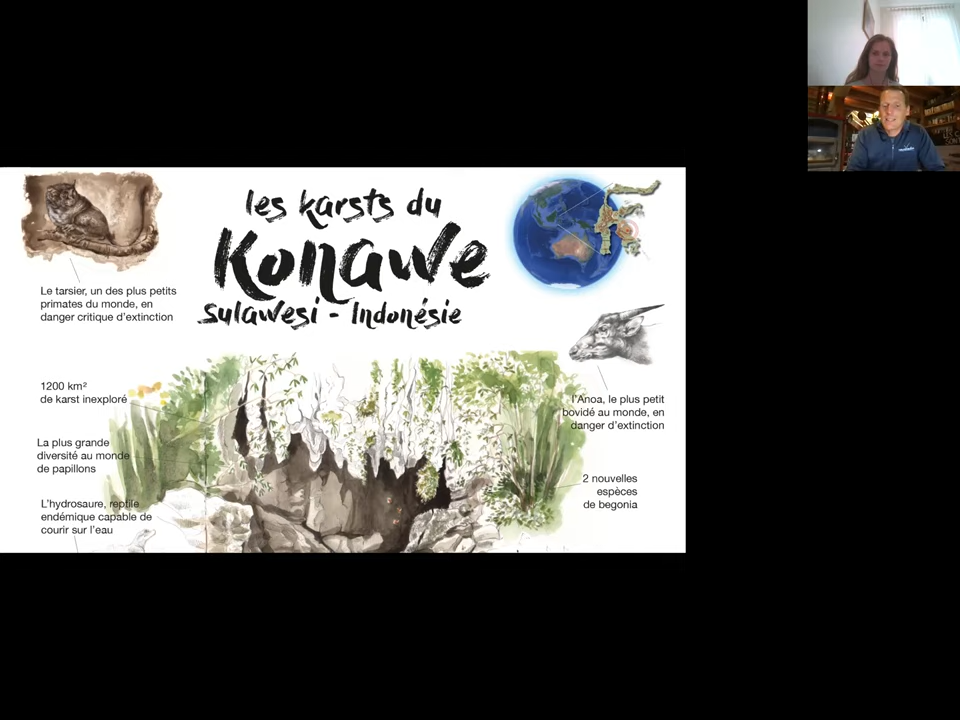 les karsts du
Konawe
Sulawesi - Indonésie
Le tarsier, un des plus petits
primates du monde, en
danger critique d'extinction
1200 km²
de karst inexploré
La plus grande
diversité au monde
de papillons
L'hydrosaure, reptile
endémique capable de
courir sur l'eau
l'Anoa, le plus petit
bovidé au monde, en
danger d'extinction
2 nouvelles
espèces
de begonia